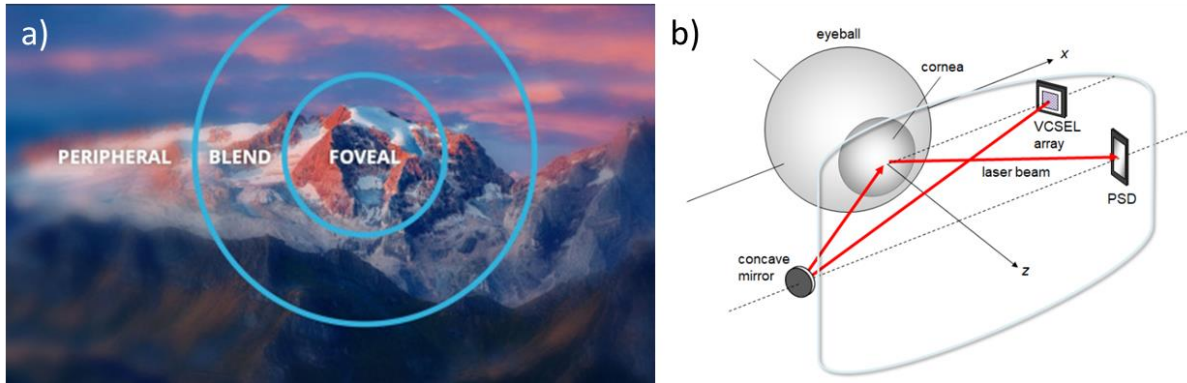 a)
PERIPHERAL BLEND FOVEAL
b)
eyeball
cornea
x
VCSEL
array
laser beam
PSD
concave
mirror
z